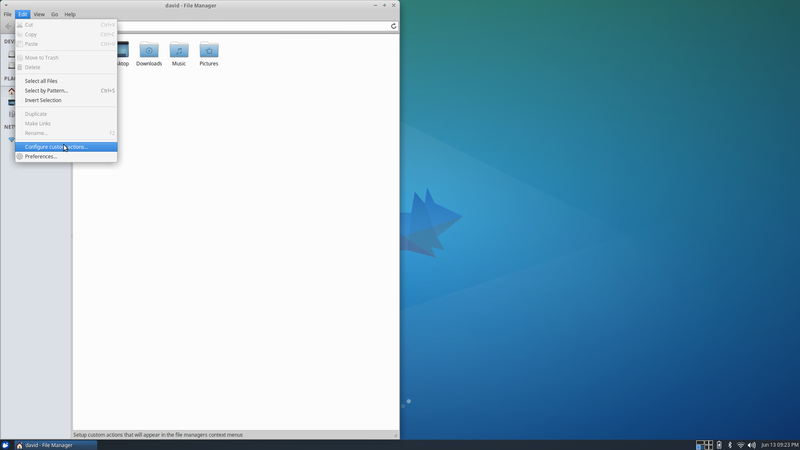 david - File Manager
File Edit View Go Help
Cut Ctrl+X
Copy Ctrl+C
Paste Ctrl+V
Move to Trash
Delete
Select all Files
Select by Pattern... Ctrl+S
Invert Selection
Duplicate
Make Links
Rename... F2
Configure custom actions...
Preferences...
DEV
PLA
NET
ktop Downloads Music Pictures
Setup custom actions that will appear in the file managers context menus
david - File Manager
Jun 13 09:23 PM